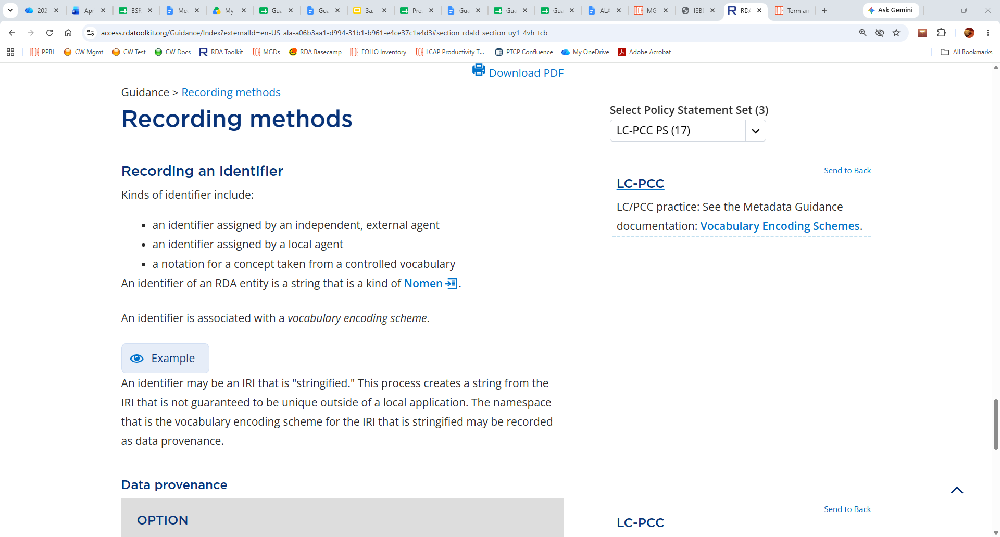 202
Apr
BSR
Mee
My
Gua
Gua
3a.
Pre
Gua
Gua
Gua
ALA
MG
ISBI
RDA
Term an
Ask Gemini
access.rdatoolkit.org/Guidance/Index?externalId=en-US_ala-a06b3aa1-d994-31b1-b961-e4ce37c1a4d3#section_rdaId_section_uy1_4vh_tcb
PPBL
CW Mgmt
CW Test
CW Docs
RDA Toolkit
MGDs
RDA Basecamp
FOLIO Inventory
LCAP Productivity T...
PTCP Confluence
My OneDrive
Adobe Acrobat
All Bookmarks
Download PDF
Guidance > Recording methods
Recording methods
Select Policy Statement Set (3)
LC-PCC PS (17)
Recording an identifier
Send to Back
LC-PCC
Kinds of identifier include:
LC/PCC practice: See the Metadata Guidance
documentation: Vocabulary Encoding Schemes.
• an identifier assigned by an independent, external agent
• an identifier assigned by a local agent
• a notation for a concept taken from a controlled vocabulary
An identifier of an RDA entity is a string that is a kind of Nomen.
An identifier is associated with a vocabulary encoding scheme.
Example
An identifier may be an IRI that is "stringified." This process creates a string from the
IRI that is not guaranteed to be unique outside of a local application. The namespace
that is the vocabulary encoding scheme for the IRI that is stringified may be recorded
as data provenance.
Data provenance
OPTION
Send to Back
LC-PCC